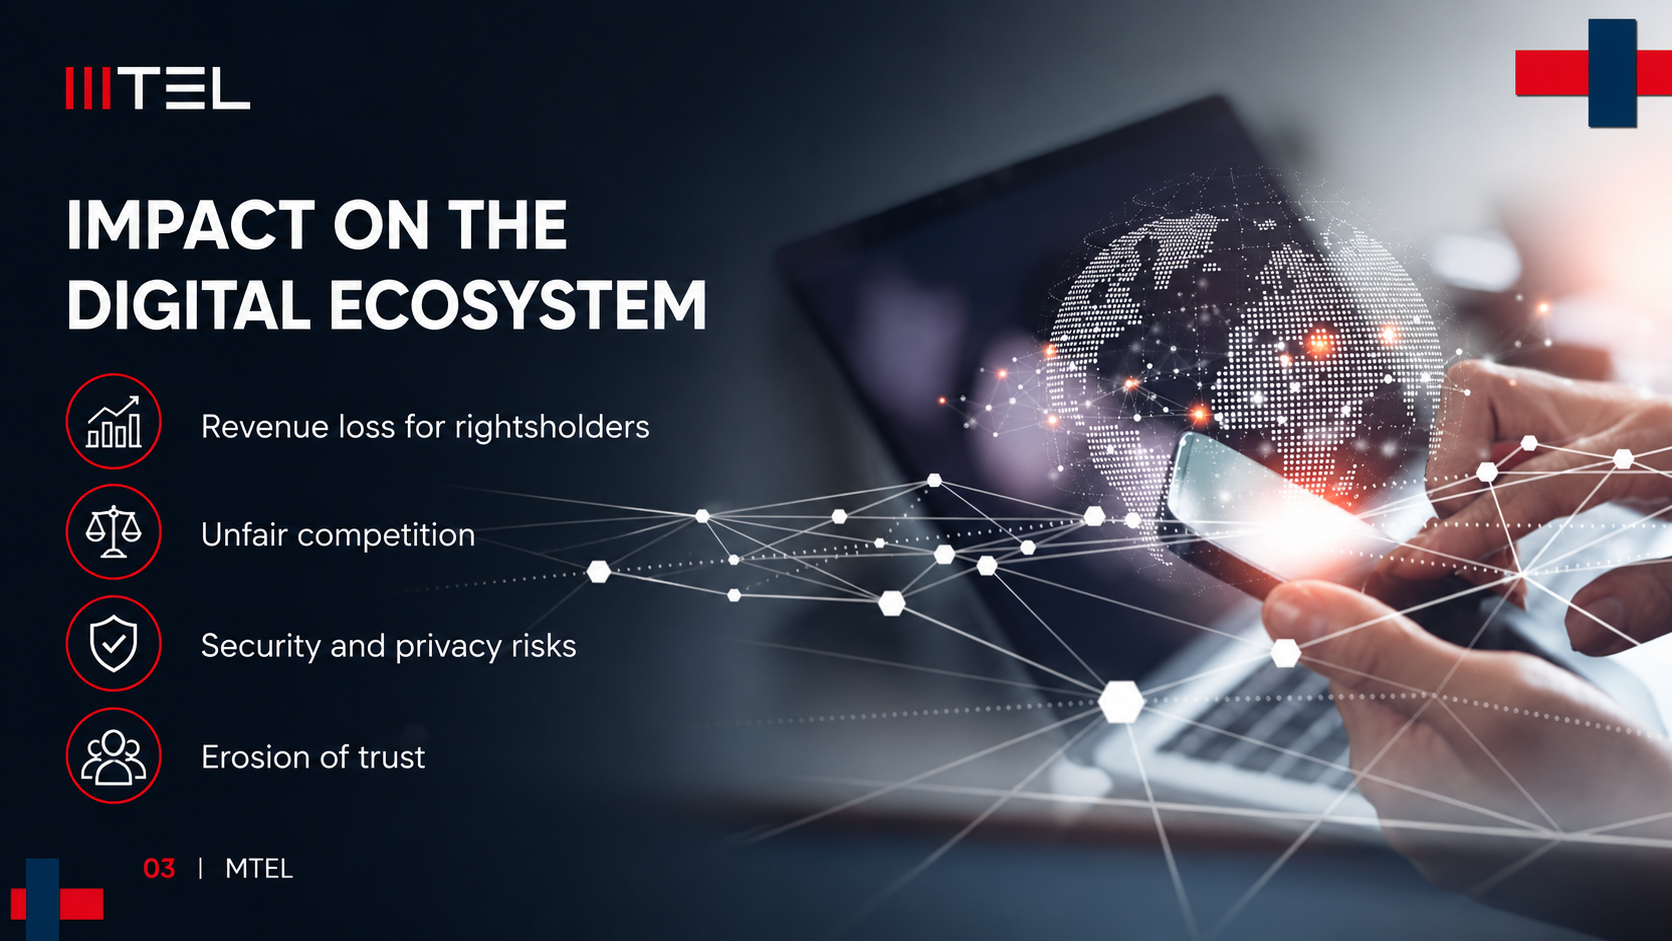 MTEL
IMPACT ON THE
DIGITAL ECOSYSTEM
Revenue loss for rightsholders
Unfair competition
Security and privacy risks
Erosion of trust
03 | MTEL